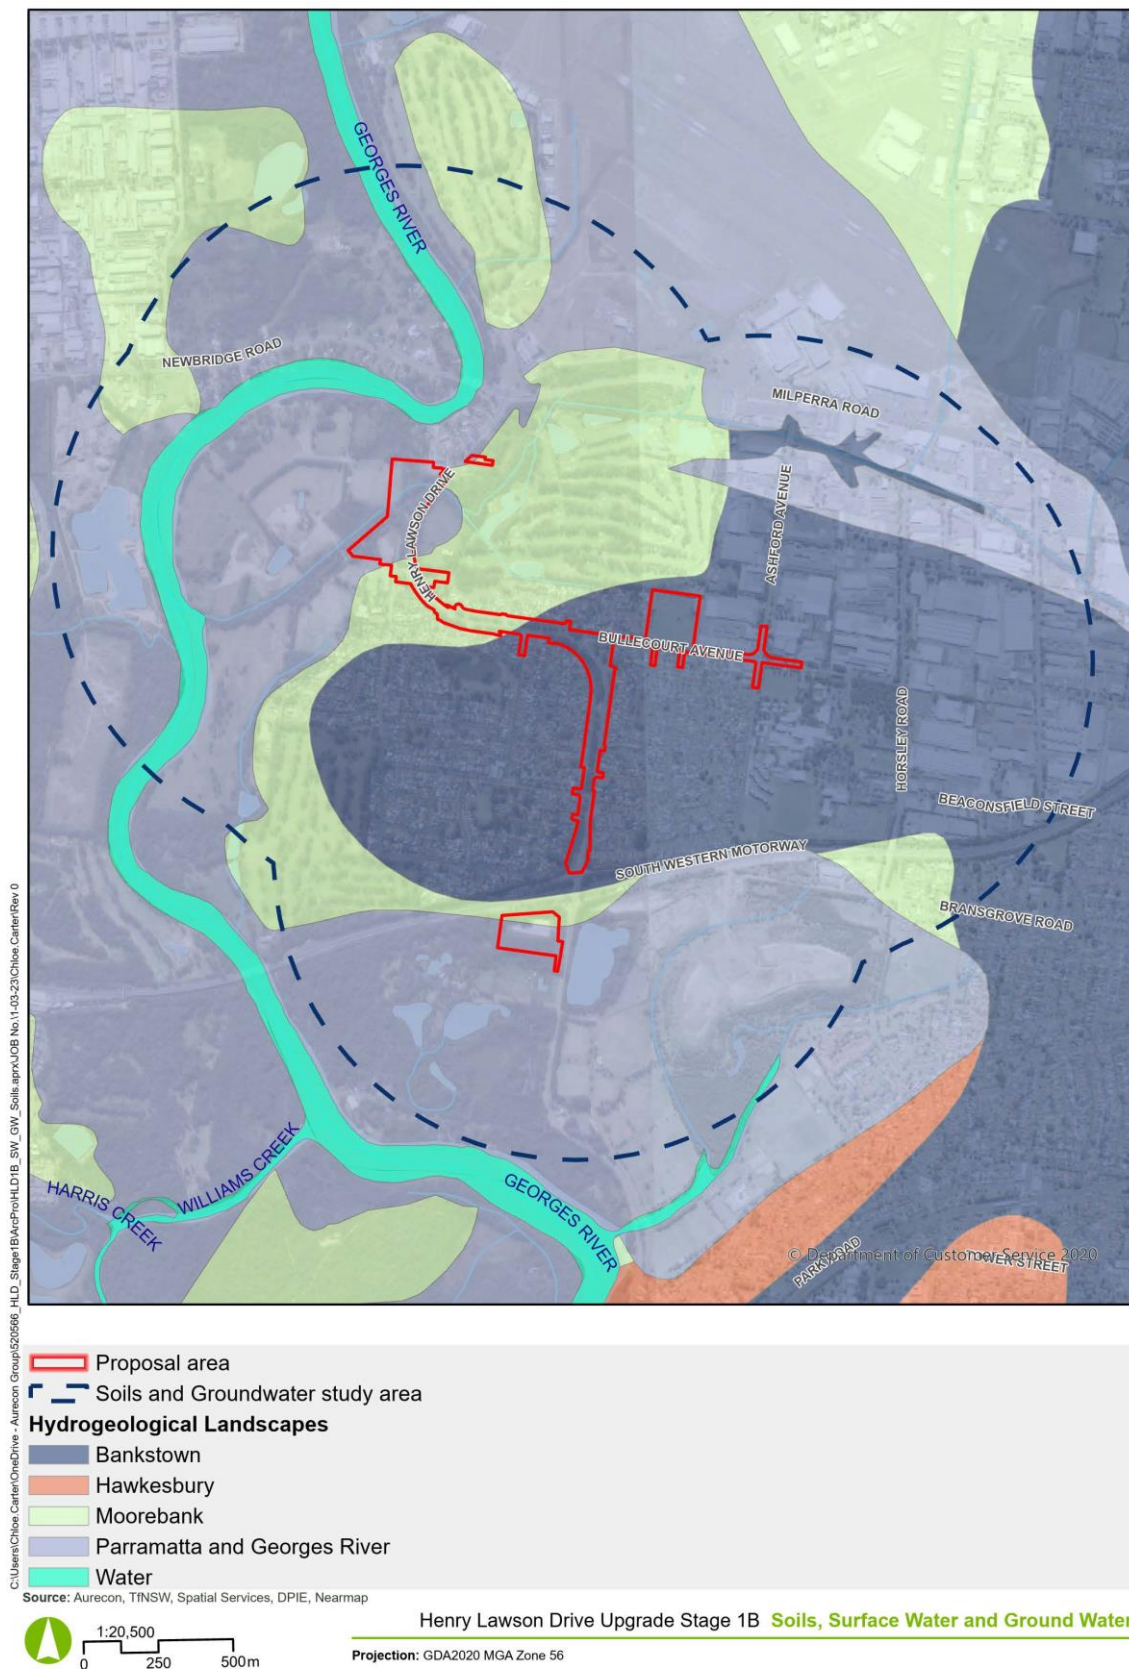 GEORGES RIVER
NEWBRIDGE ROAD
MILPERRA ROAD
HENRY LAWSON DRIVE
ASHFORD AVENUE
BULLECOURT AVENUE
HORSLEY ROAD
BEACONSFIELD STREET
SOUTH WESTERN MOTORWAY
BRANSGROVE ROAD
WILLIAMS CREEK
HARRIS CREEK
GEORGES RIVER
© Department of Customer Service 2020
PARK ROAD
C:\Users\Chloe.Carter\OneDrive - Aurecon Group\520566_HLD_Stage1B\ArcPro\HLD1B_SW_GW_Soils.aprx\JOB No.\1-03-23\Chloe.Carter\Rev 0
Proposal area
Soils and Groundwater study area
Hydrogeological Landscapes
Bankstown
Hawkesbury
Moorebank
Parramatta and Georges River
Water
Source: Aurecon, TfNSW, Spatial Services, DPIE, Nearmap
1:20,500
0 250 500m
Henry Lawson Drive Upgrade Stage 1B Soils, Surface Water and Ground Water
Projection: GDA2020 MGA Zone 56